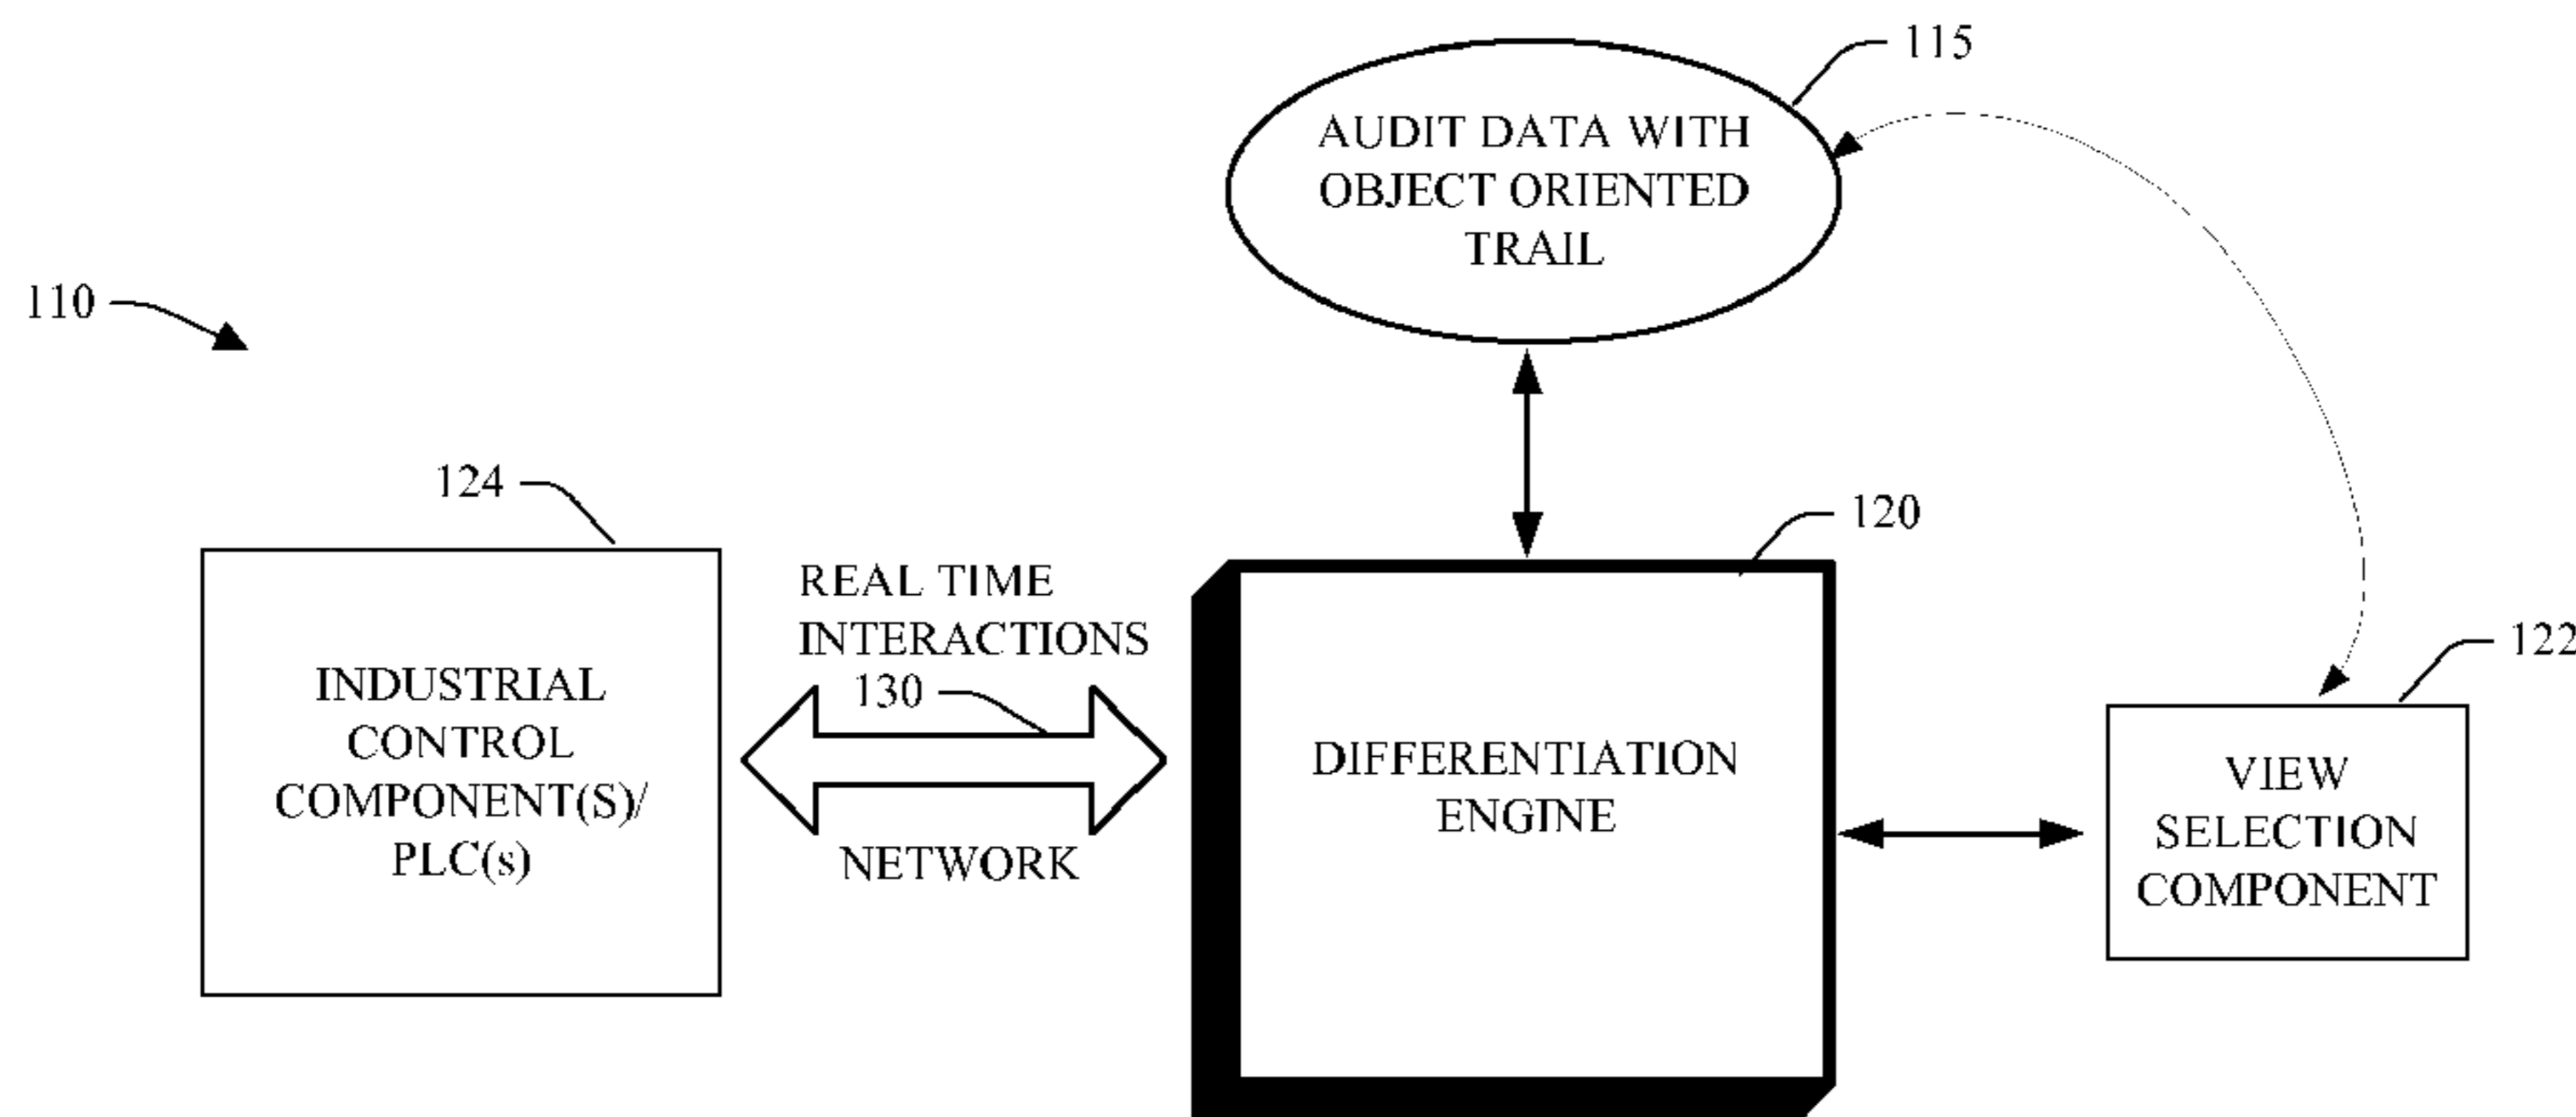 115
AUDIT DATA WITH
OBJECT ORIENTED
TRAIL
110
124
120
REAL TIME
INTERACTIONS
130
NETWORK
INDUSTRIAL
CONTROL
COMPONENT(S)/
PLC(s)
DIFFERENTIATION
ENGINE
122
VIEW
SELECTION
COMPONENT